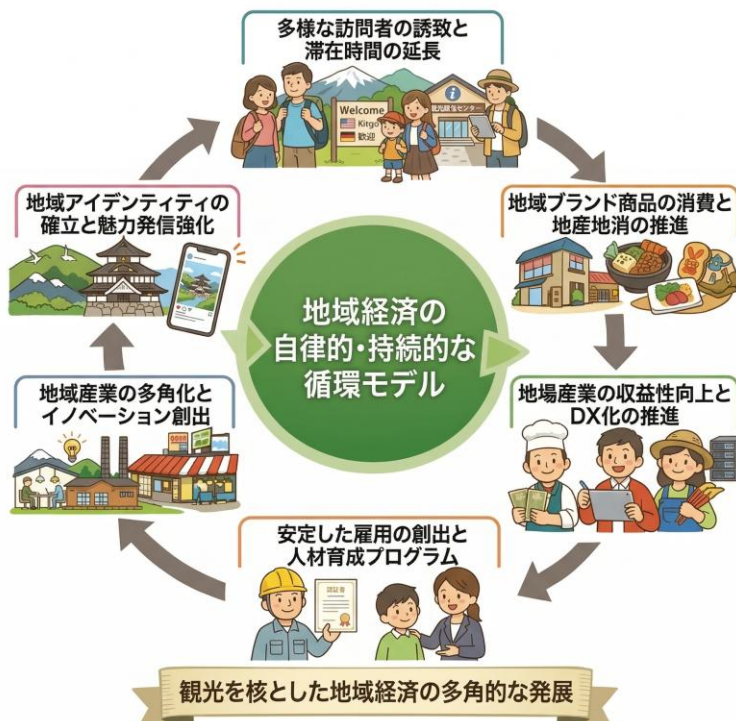 多様な訪問者の誘致と
滞在時間の延長
Welcome
Kitgo
歓迎
地域ブランド商品の消費と
地産地消の推進
地場産業の収益性向上と
DX化の推進
安定した雇用の創出と
人材育成プログラム
地域産業の多角化と
イノベーション創出
地域アイデンティティの
確立と魅力発信強化
地域経済の
自律的・持続的な
循環モデル
観光を核とした地域経済の多角的な発展